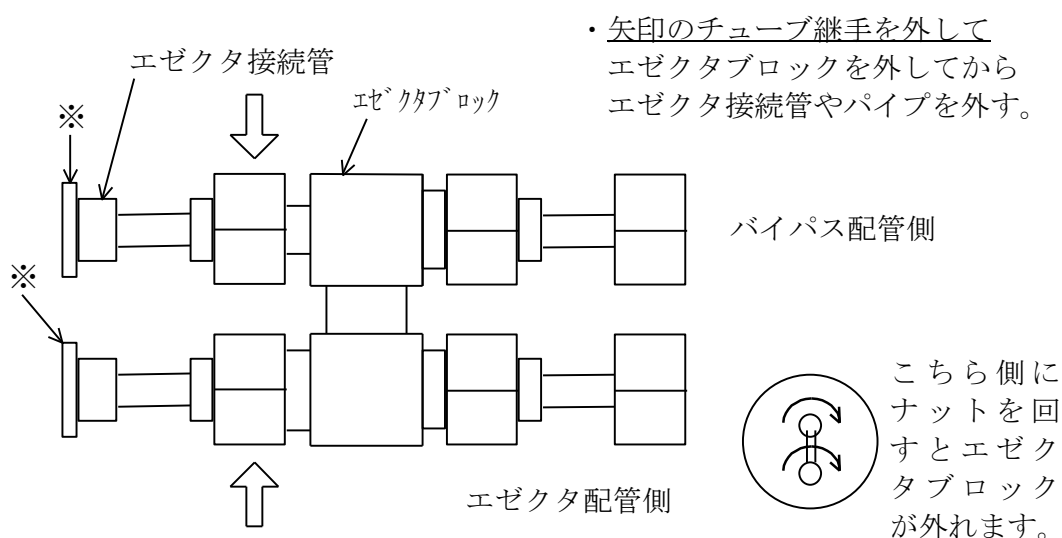 ・矢印のチューブ継手を外して
エゼクタブロックを外してから
エゼクタ接続管やパイプを外す。
エゼクタ接続管
ｴｾﾞｸﾀﾌﾞﾛｯｸ
※
バイパス配管側
※
こちら側に
ナットを回
すとエゼク
タブロック
が外れます。
エゼクタ配管側